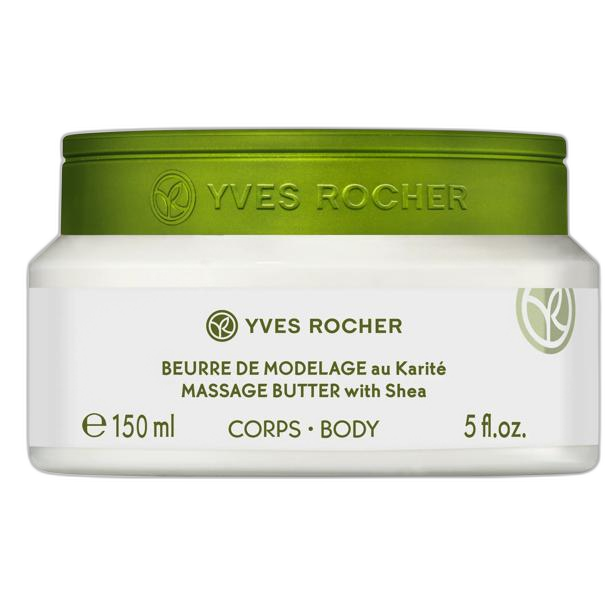 YVES ROCHER
YVES ROCHER
BEURRE DE MODELAGE au Karité
MASSAGE BUTTER with Shea
℮ 150 ml CORPS • BODY 5 fl.oz.